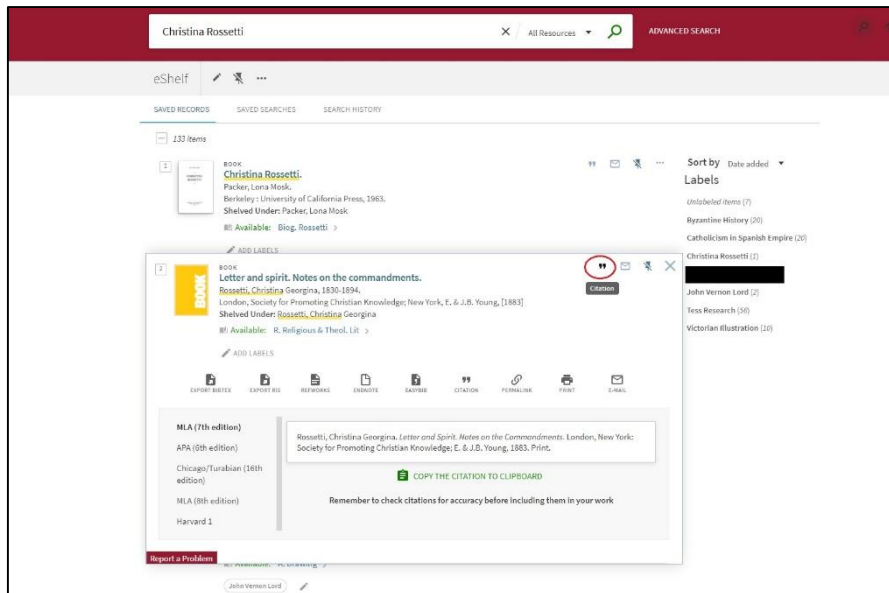 Christina Rossetti
All Resources
ADVANCED SEARCH
eShelf
SAVED RECORDS SAVED SEARCHES SEARCH HISTORY
133 items
1
BOOK
Christina Rossetti.
Packer, Lona Mosk.
Berkeley : University of California Press, 1963.
Shelved Under: Packer, Lona Mosk
Available: Biog. Rossetti >
ADD LABELS
2
BOOK
BOOK
Letter and spirit. Notes on the commandments.
Rossetti, Christina Georgina, 1830-1894.
London, Society for Promoting Christian Knowledge; New York, E. & J.B. Young, [1883]
Shelved Under: Rossetti, Christina Georgina
Available: R. Religious & Theol. Lit >
ADD LABELS
Citation
EXPORT BIBTEX EXPORT RIS REFWORKS ENDNOTE EASYBIB CITATION PERMALINK PRINT E-MAIL
MLA (7th edition)
APA (6th edition)
Chicago/Turabian (16th
edition)
MLA (8th edition)
Harvard 1
Rossetti, Christina Georgina. Letter and Spirit. Notes on the Commandments. London, New York:
Society for Promoting Christian Knowledge; E. & J.B. Young, 1883. Print.
COPY THE CITATION TO CLIPBOARD
Remember to check citations for accuracy before including them in your work
Report a Problem
Available: R. Drawing >
John Vernon Lord
Sort by Date added
Labels
Unlabeled items (7)
Byzantine History (20)
Catholicism in Spanish Empire (20)
Christina Rossetti (1)
John Vernon Lord (2)
Tess Research (56)
Victorian Illustration (10)